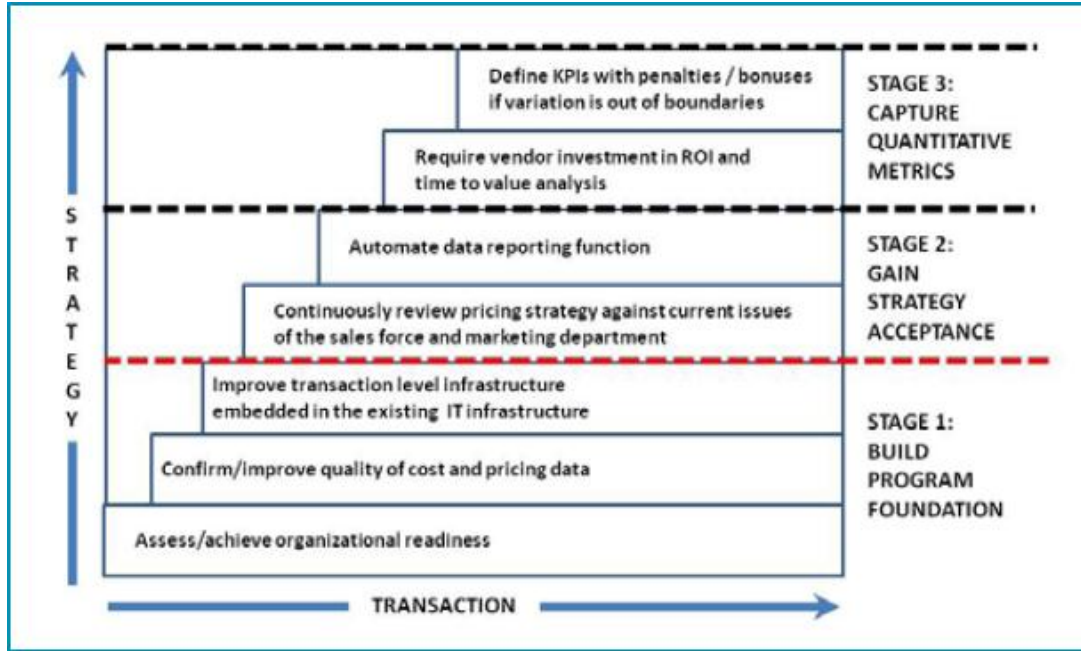 Define KPIs with penalties / bonuses
if variation is out of boundaries
STAGE 3:
CAPTURE
QUANTITATIVE
METRICS
Require vendor investment in ROI and
time to value analysis
STRATEGY
Automate data reporting function
STAGE 2:
GAIN
STRATEGY
ACCEPTANCE
Continuously review pricing strategy against current issues
of the sales force and marketing department
Improve transaction level infrastructure
embedded in the existing IT infrastructure
STAGE 1:
BUILD
PROGRAM
FOUNDATION
Confirm/improve quality of cost and pricing data
Assess/achieve organizational readiness
TRANSACTION